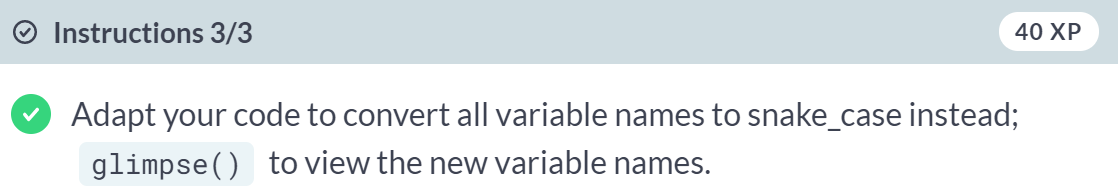 Instructions 3/3
40 XP
Adapt your code to convert all variable names to snake_case instead;
glimpse() to view the new variable names.